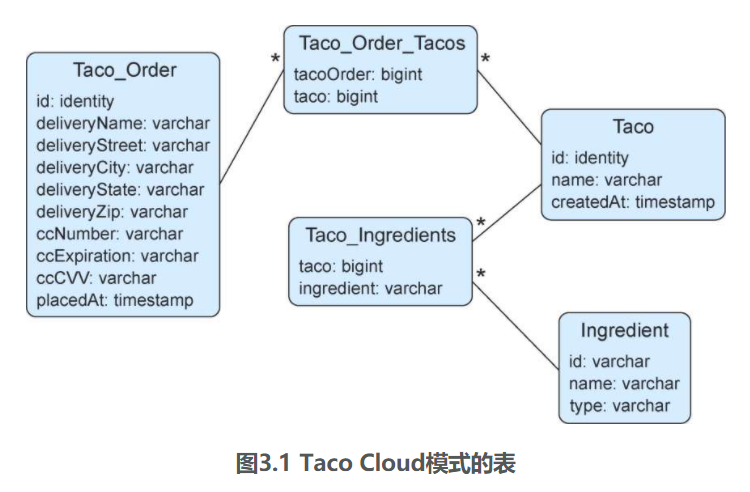 Taco_Order
id: identity
deliveryName: varchar
deliveryStreet: varchar
deliveryCity: varchar
deliveryState: varchar
deliveryZip: varchar
ccNumber: varchar
ccExpiration: varchar
ccCVV: varchar
placedAt: timestamp
*
Taco_Order_Tacos
tacoOrder: bigint
taco: bigint
*
Taco
id: identity
name: varchar
createdAt: timestamp
*
Taco_Ingredients
taco: bigint
ingredient: varchar
*
Ingredient
id: varchar
name: varchar
type: varchar
图3.1 Taco Cloud模式的表